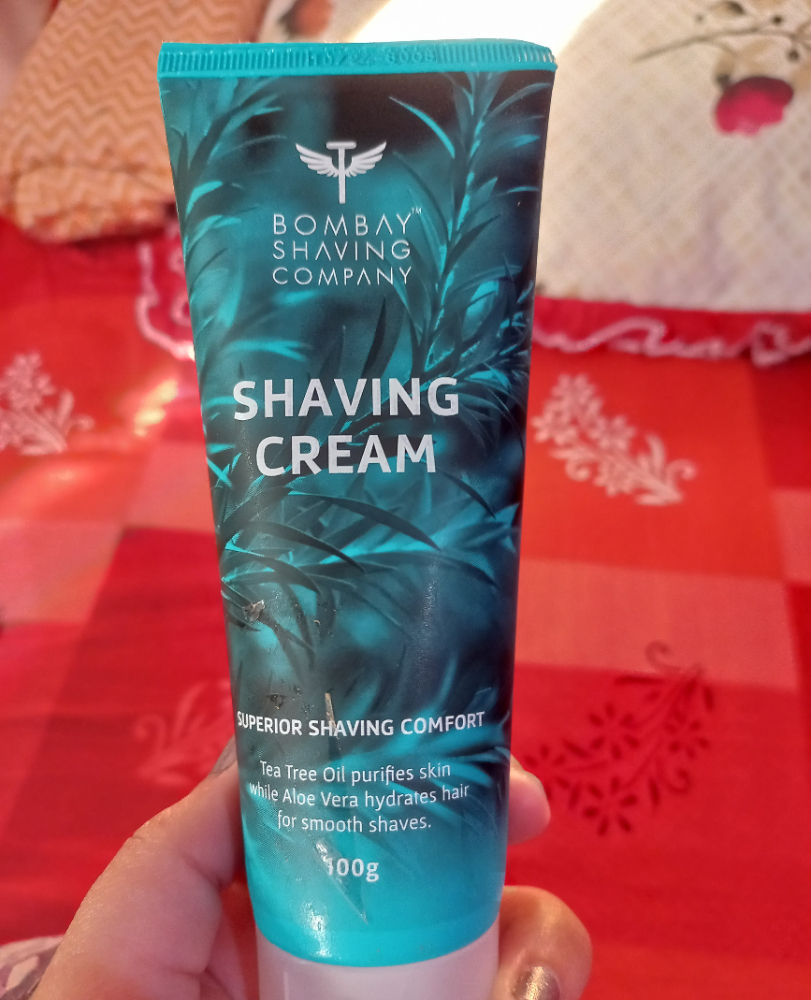 BOMBAY™
SHAVING
COMPANY
SHAVING
CREAM
SUPERIOR SHAVING COMFORT
Tea Tree Oil purifies skin
while Aloe Vera hydrates hair
for smooth shaves.
100g